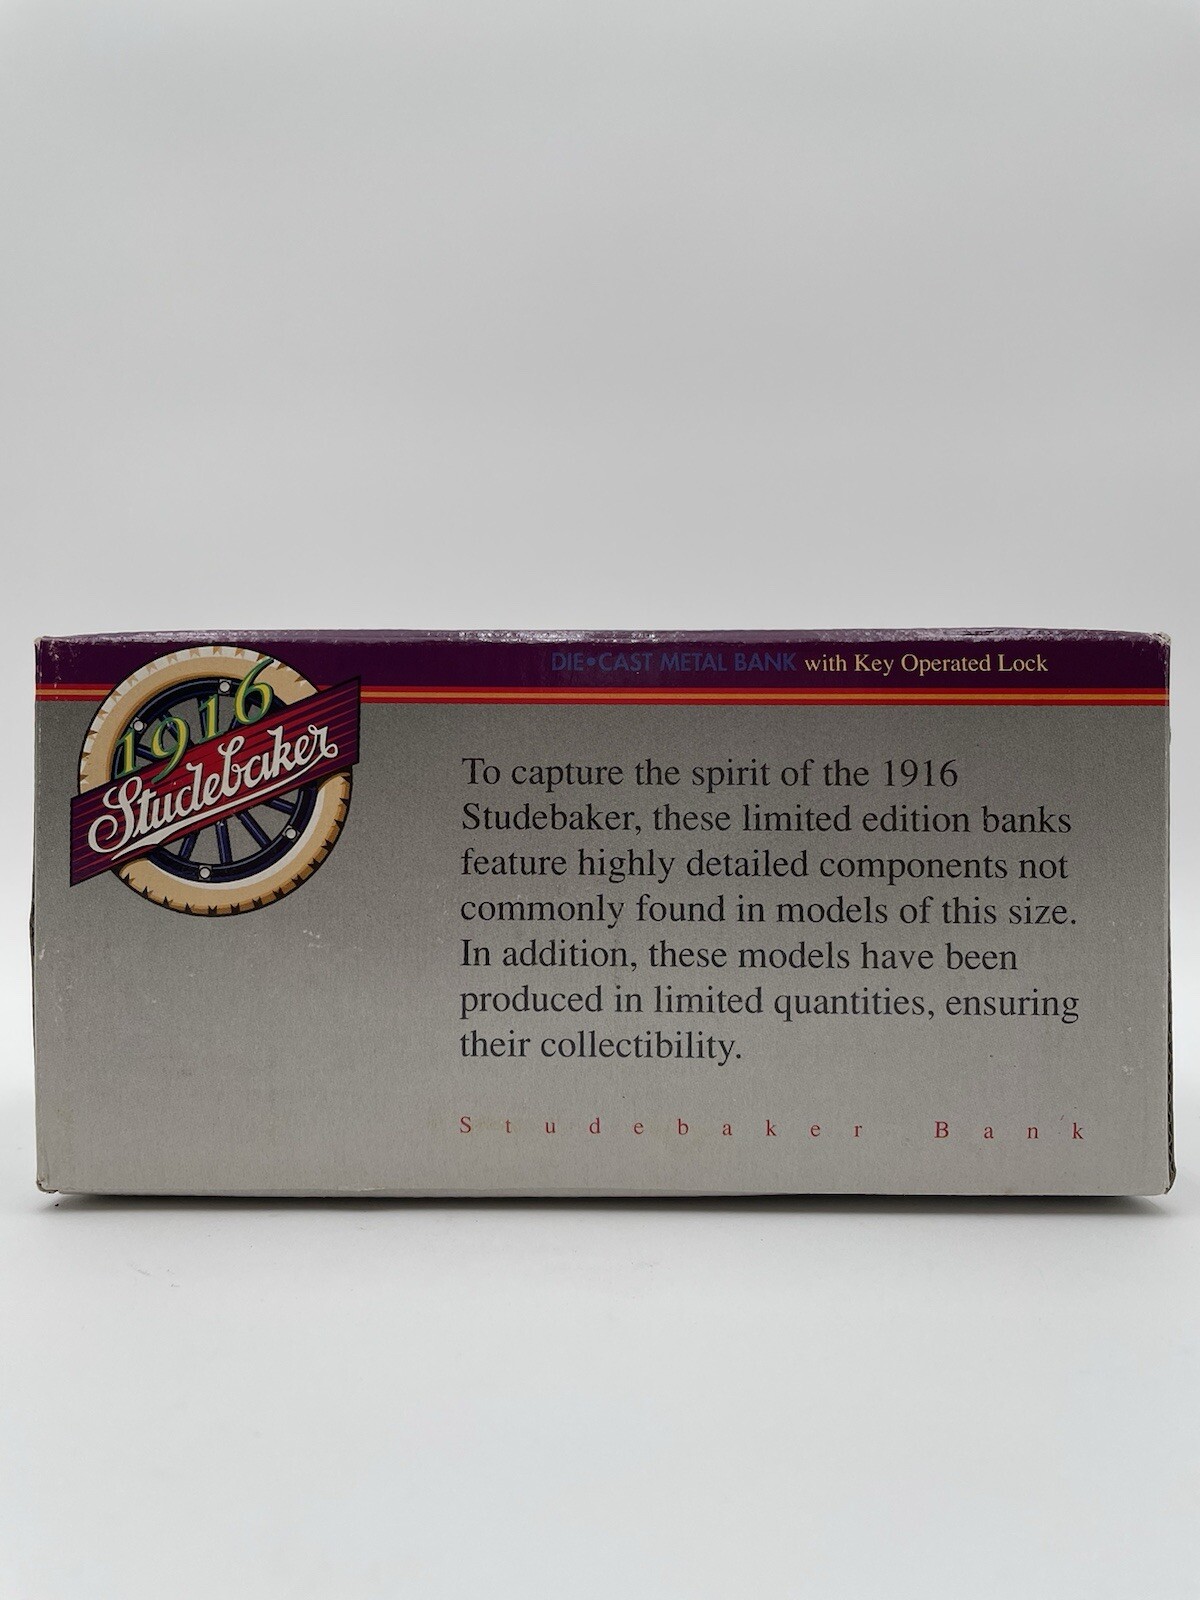 DIE•CAST METAL BANK with Key Operated Lock
1916
Studebaker
To capture the spirit of the 1916
Studebaker, these limited edition banks
feature highly detailed components not
commonly found in models of this size.
In addition, these models have been
produced in limited quantities, ensuring
their collectibility.
Studebaker Bank